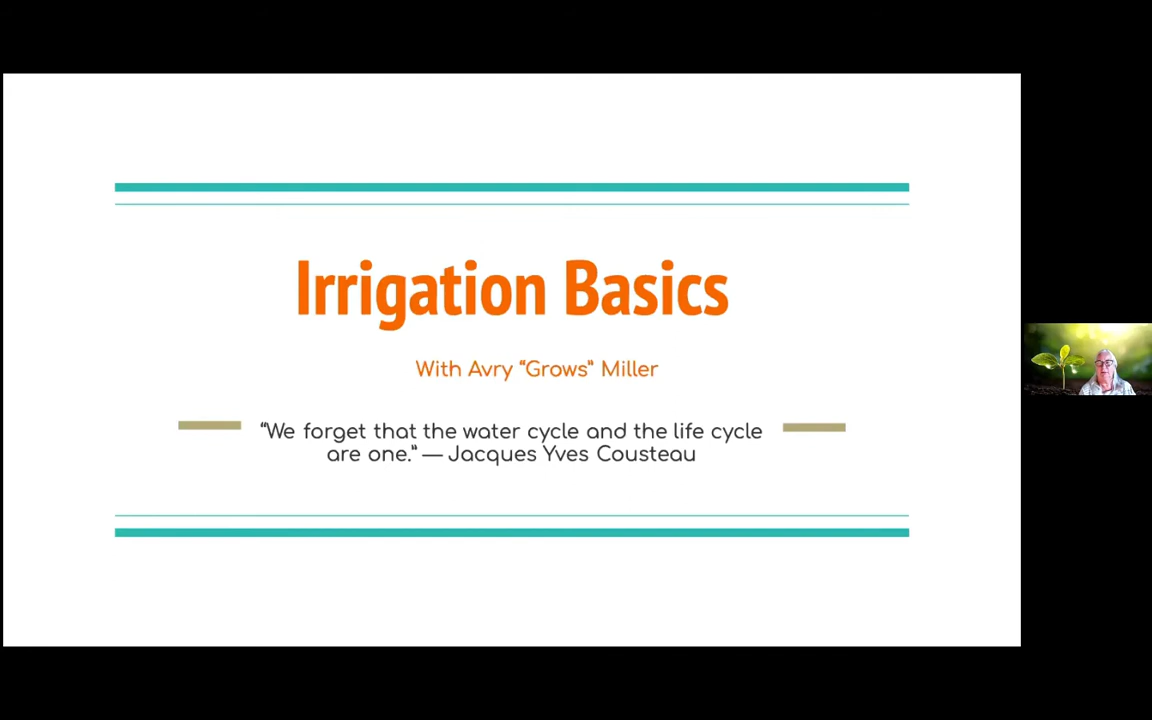 Irrigation Basics
With Avry “Grows” Miller
“We forget that the water cycle and the life cycle
are one.” — Jacques Yves Cousteau